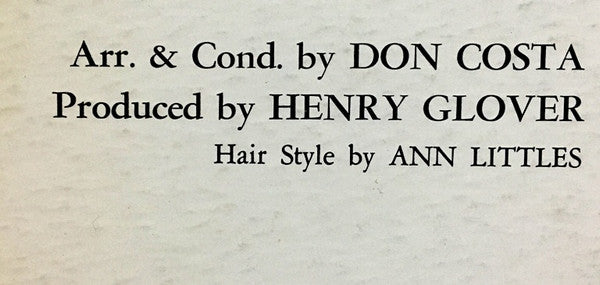 Arr. & Cond. by DON COSTA
Produced by HENRY GLOVER
Hair Style by ANN LITTLES